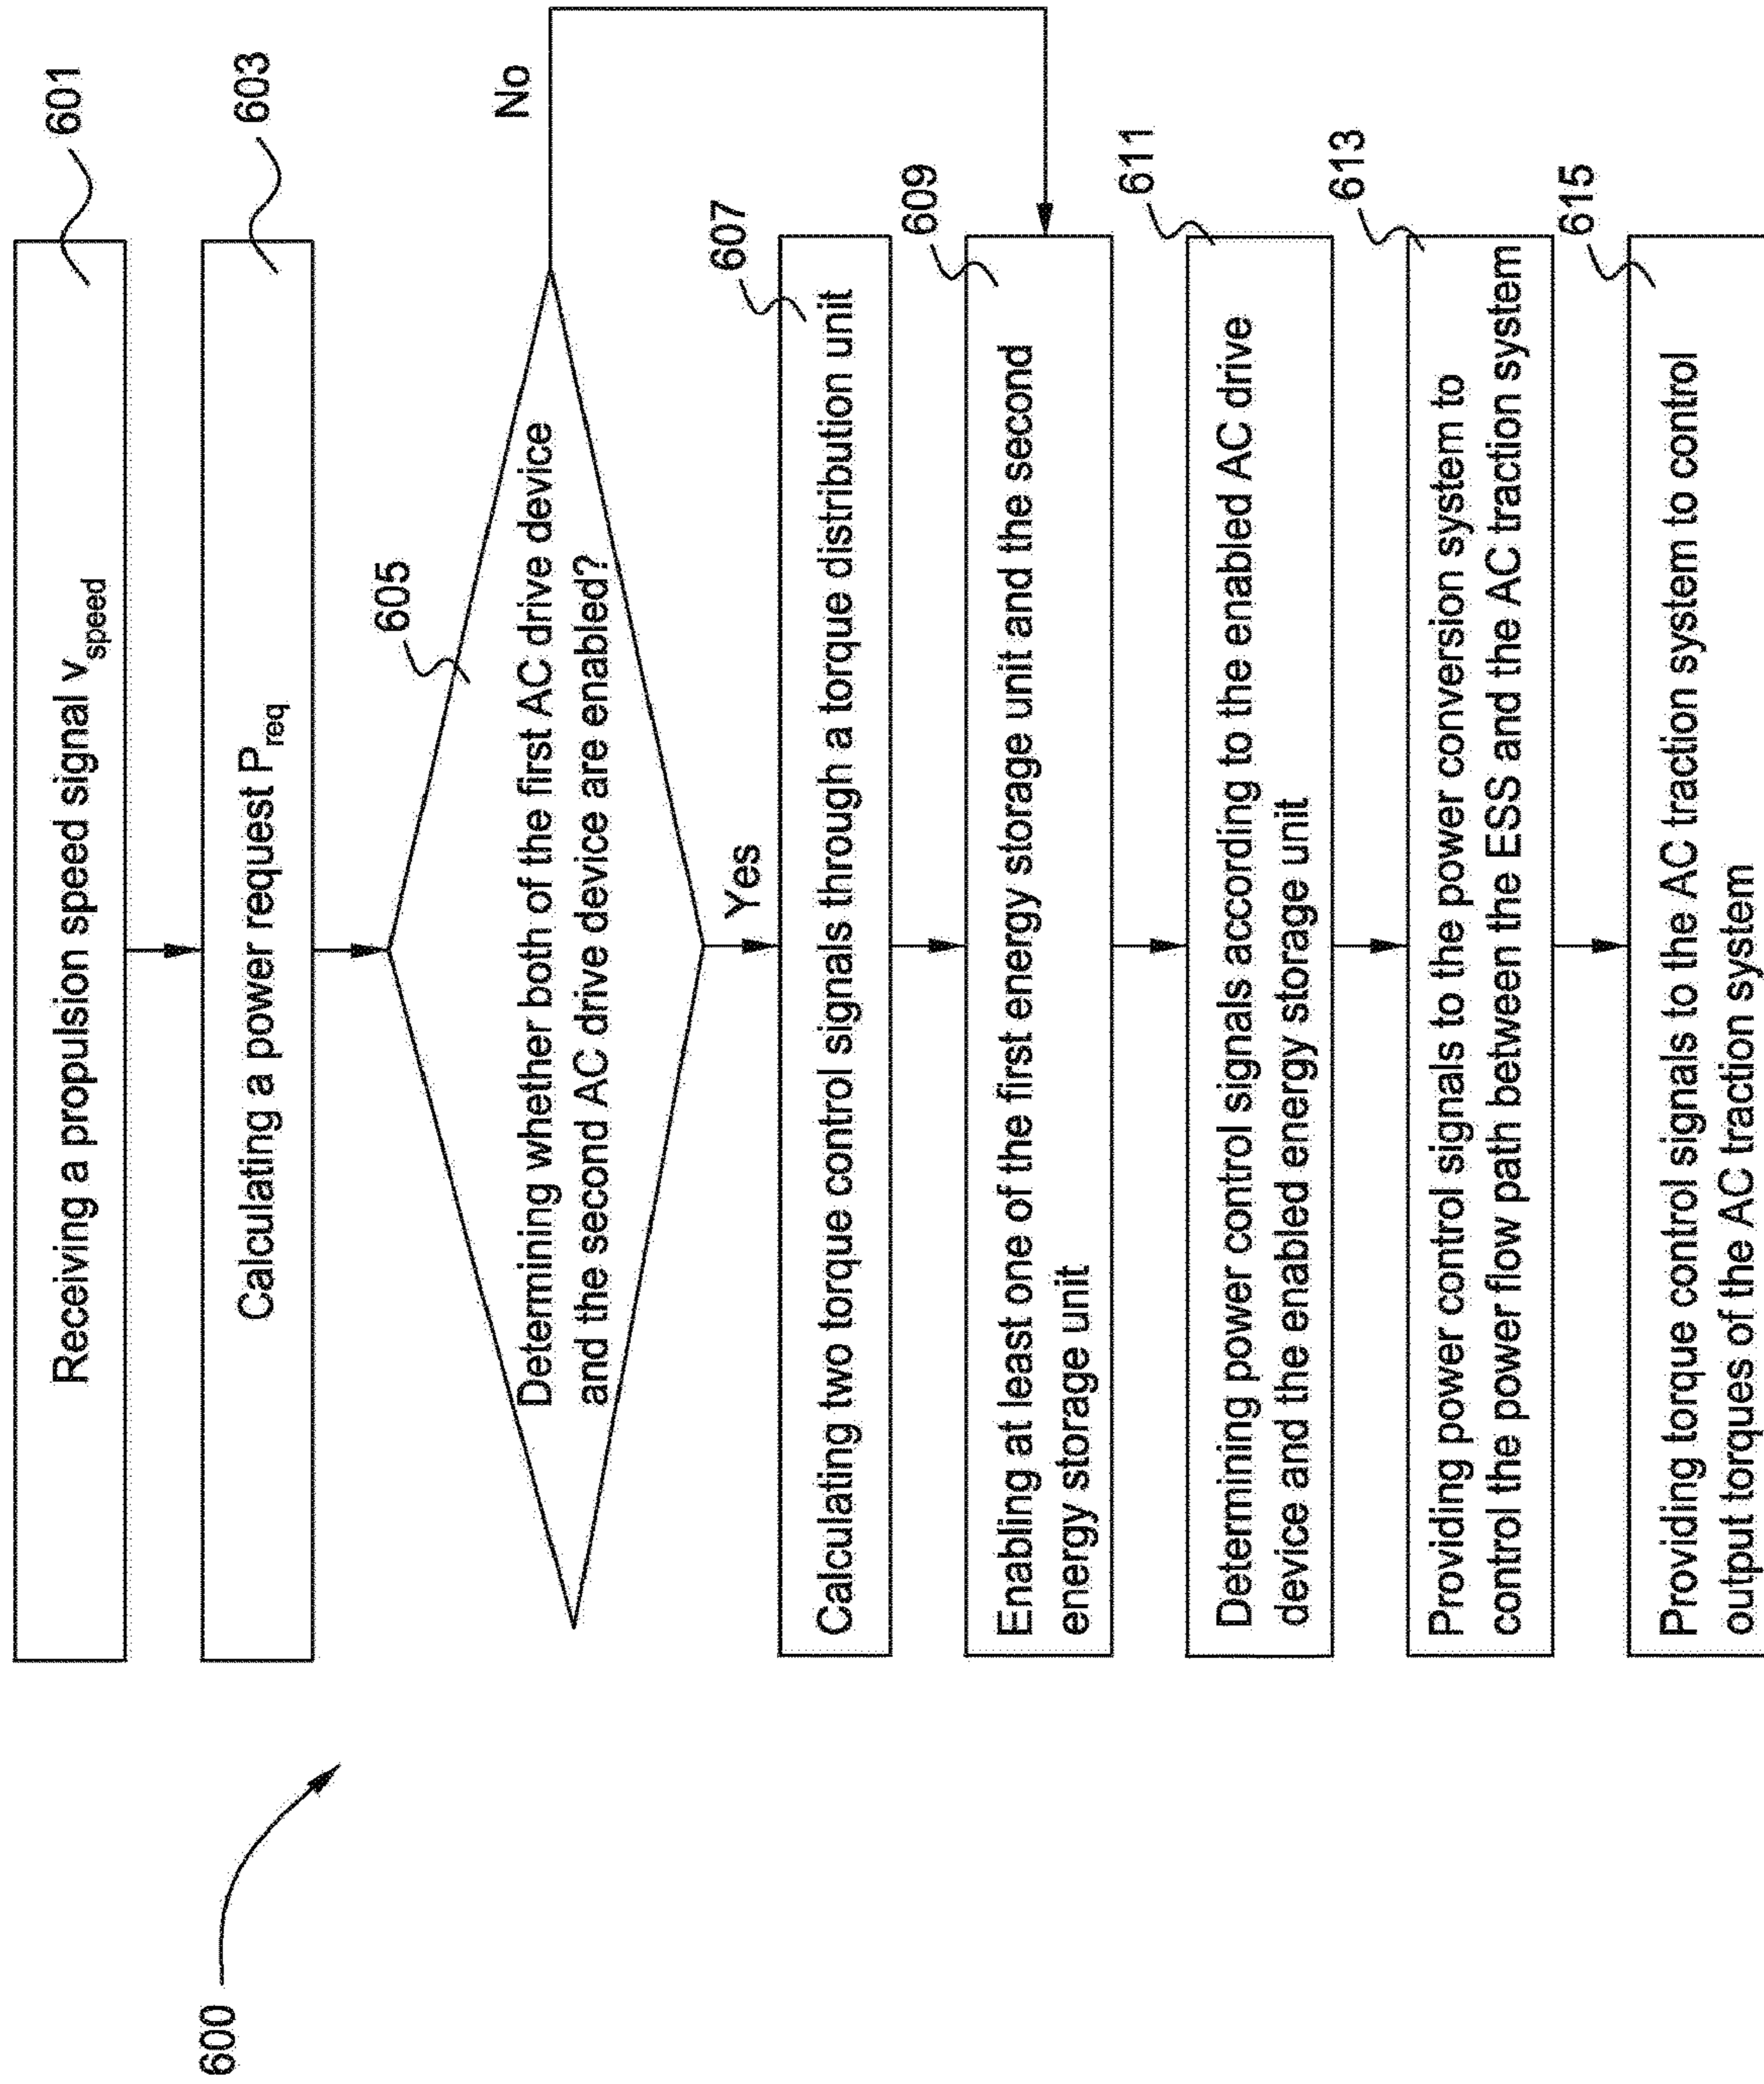 600
601
Receiving a propulsion speed signal vspeed
603
Calculating a power request Preq
605
Determining whether both of the first AC drive device
and the second AC drive device are enabled?
No
Yes
607
Calculating two torque control signals through a torque distribution unit
609
Enabling at least one of the first energy storage unit and the second
energy storage unit
611
Determining power control signals according to the enabled AC drive
device and the enabled energy storage unit
613
Providing power control signals to the power conversion system to
control the power flow path between the ESS and the AC traction system
615
Providing torque control signals to the AC traction system to control
output torques of the AC traction system